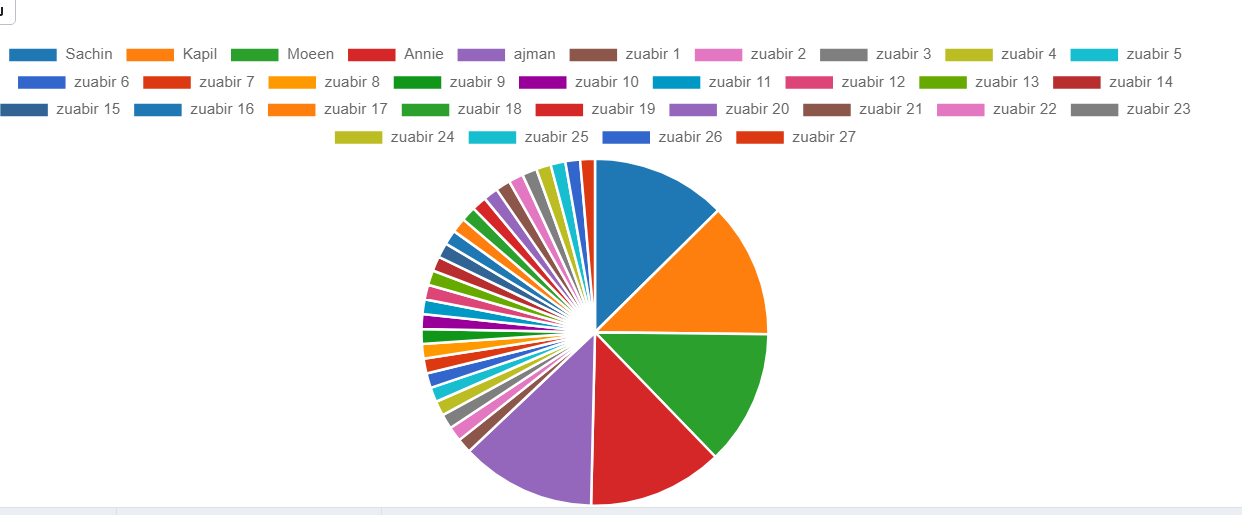 Sachin Kapil Moeen Annie ajman zuabir 1 zuabir 2 zuabir 3 zuabir 4 zuabir 5
zuabir 6 zuabir 7 zuabir 8 zuabir 9 zuabir 10 zuabir 11 zuabir 12 zuabir 13 zuabir 14
zuabir 15 zuabir 16 zuabir 17 zuabir 18 zuabir 19 zuabir 20 zuabir 21 zuabir 22 zuabir 23
zuabir 24 zuabir 25 zuabir 26 zuabir 27